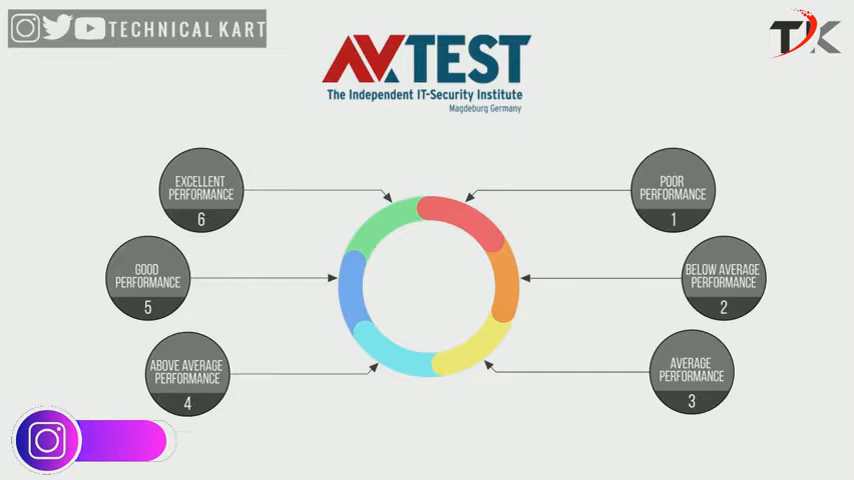 TECHNICAL KART
TK
AV TEST
The Independent IT-Security Institute
Magdeburg Germany
EXCELLENT
PERFORMANCE
6
POOR
PERFORMANCE
1
GOOD
PERFORMANCE
5
BELOW AVERAGE
PERFORMANCE
2
ABOVE AVERAGE
PERFORMANCE
4
AVERAGE
PERFORMANCE
3